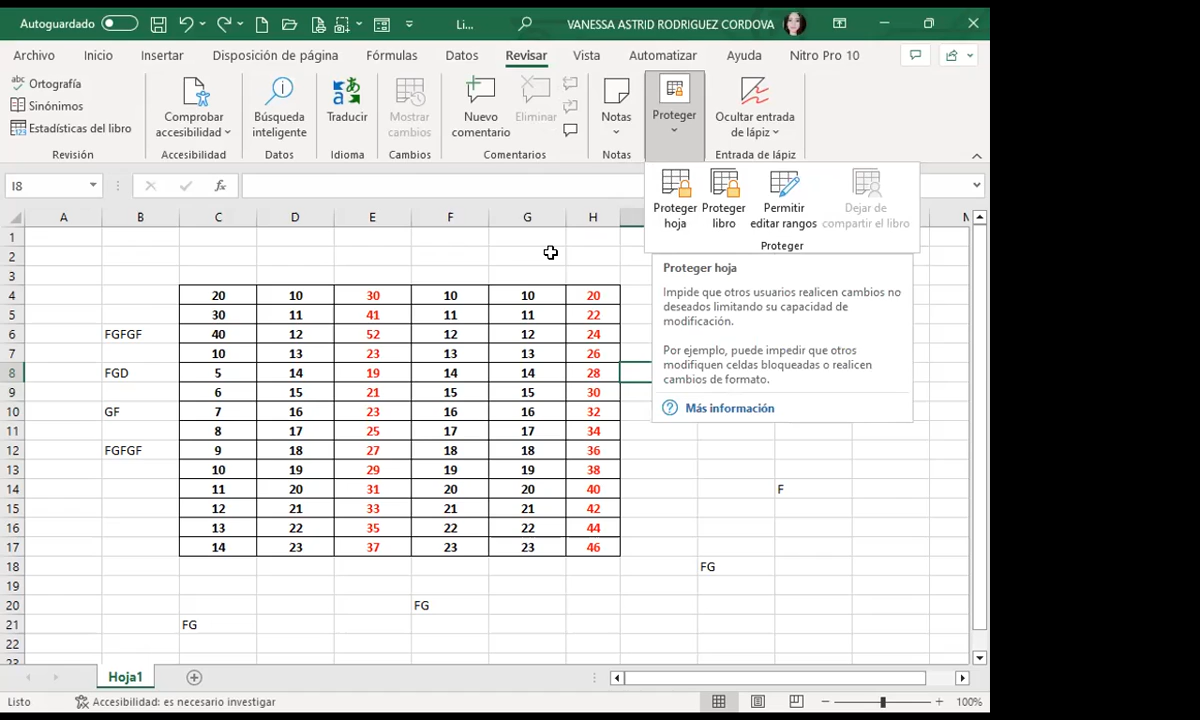 Autoguardado Li... VANESSA ASTRID RODRIGUEZ CORDOVA
Archivo Inicio Insertar Disposición de página Fórmulas Datos Revisar Vista Automatizar Ayuda Nitro Pro 10
abc Ortografía
Sinónimos
123 Estadísticas del libro
Revisión
Comprobar
accesibilidad
Accesibilidad
Búsqueda
inteligente
Datos
Traducir
Idioma
Mostrar
cambios
Cambios
Nuevo
comentario
Eliminar
Comentarios
Notas
Notas
Proteger
Ocultar entrada
de lápiz
Entrada de lápiz
Proteger
hoja
Proteger
libro
Permitir
editar rangos
Dejar de
compartir el libro
Proteger
Proteger hoja
Impide que otros usuarios realicen cambios no
deseados limitando su capacidad de
modificación.
Por ejemplo, puede impedir que otros
modifiquen celdas bloqueadas o realicen
cambios de formato.
Más información
I8 fx
A B C D E F G H M
1
2
3
4 20 10 30 10 10 20
5 30 11 41 11 11 22
6 FGFGF 40 12 52 12 12 24
7 10 13 23 13 13 26
8 FGD 5 14 19 14 14 28
9 6 15 21 15 15 30
10 GF 7 16 23 16 16 32
11 8 17 25 17 17 34
12 FGFGF 9 18 27 18 18 36
13 10 19 29 19 19 38
14 11 20 31 20 20 40 F
15 12 21 33 21 21 42
16 13 22 35 22 22 44
17 14 23 37 23 23 46
18 FG
19
20 FG
21 FG
22
23
Hoja1
Listo Accesibilidad: es necesario investigar 100%